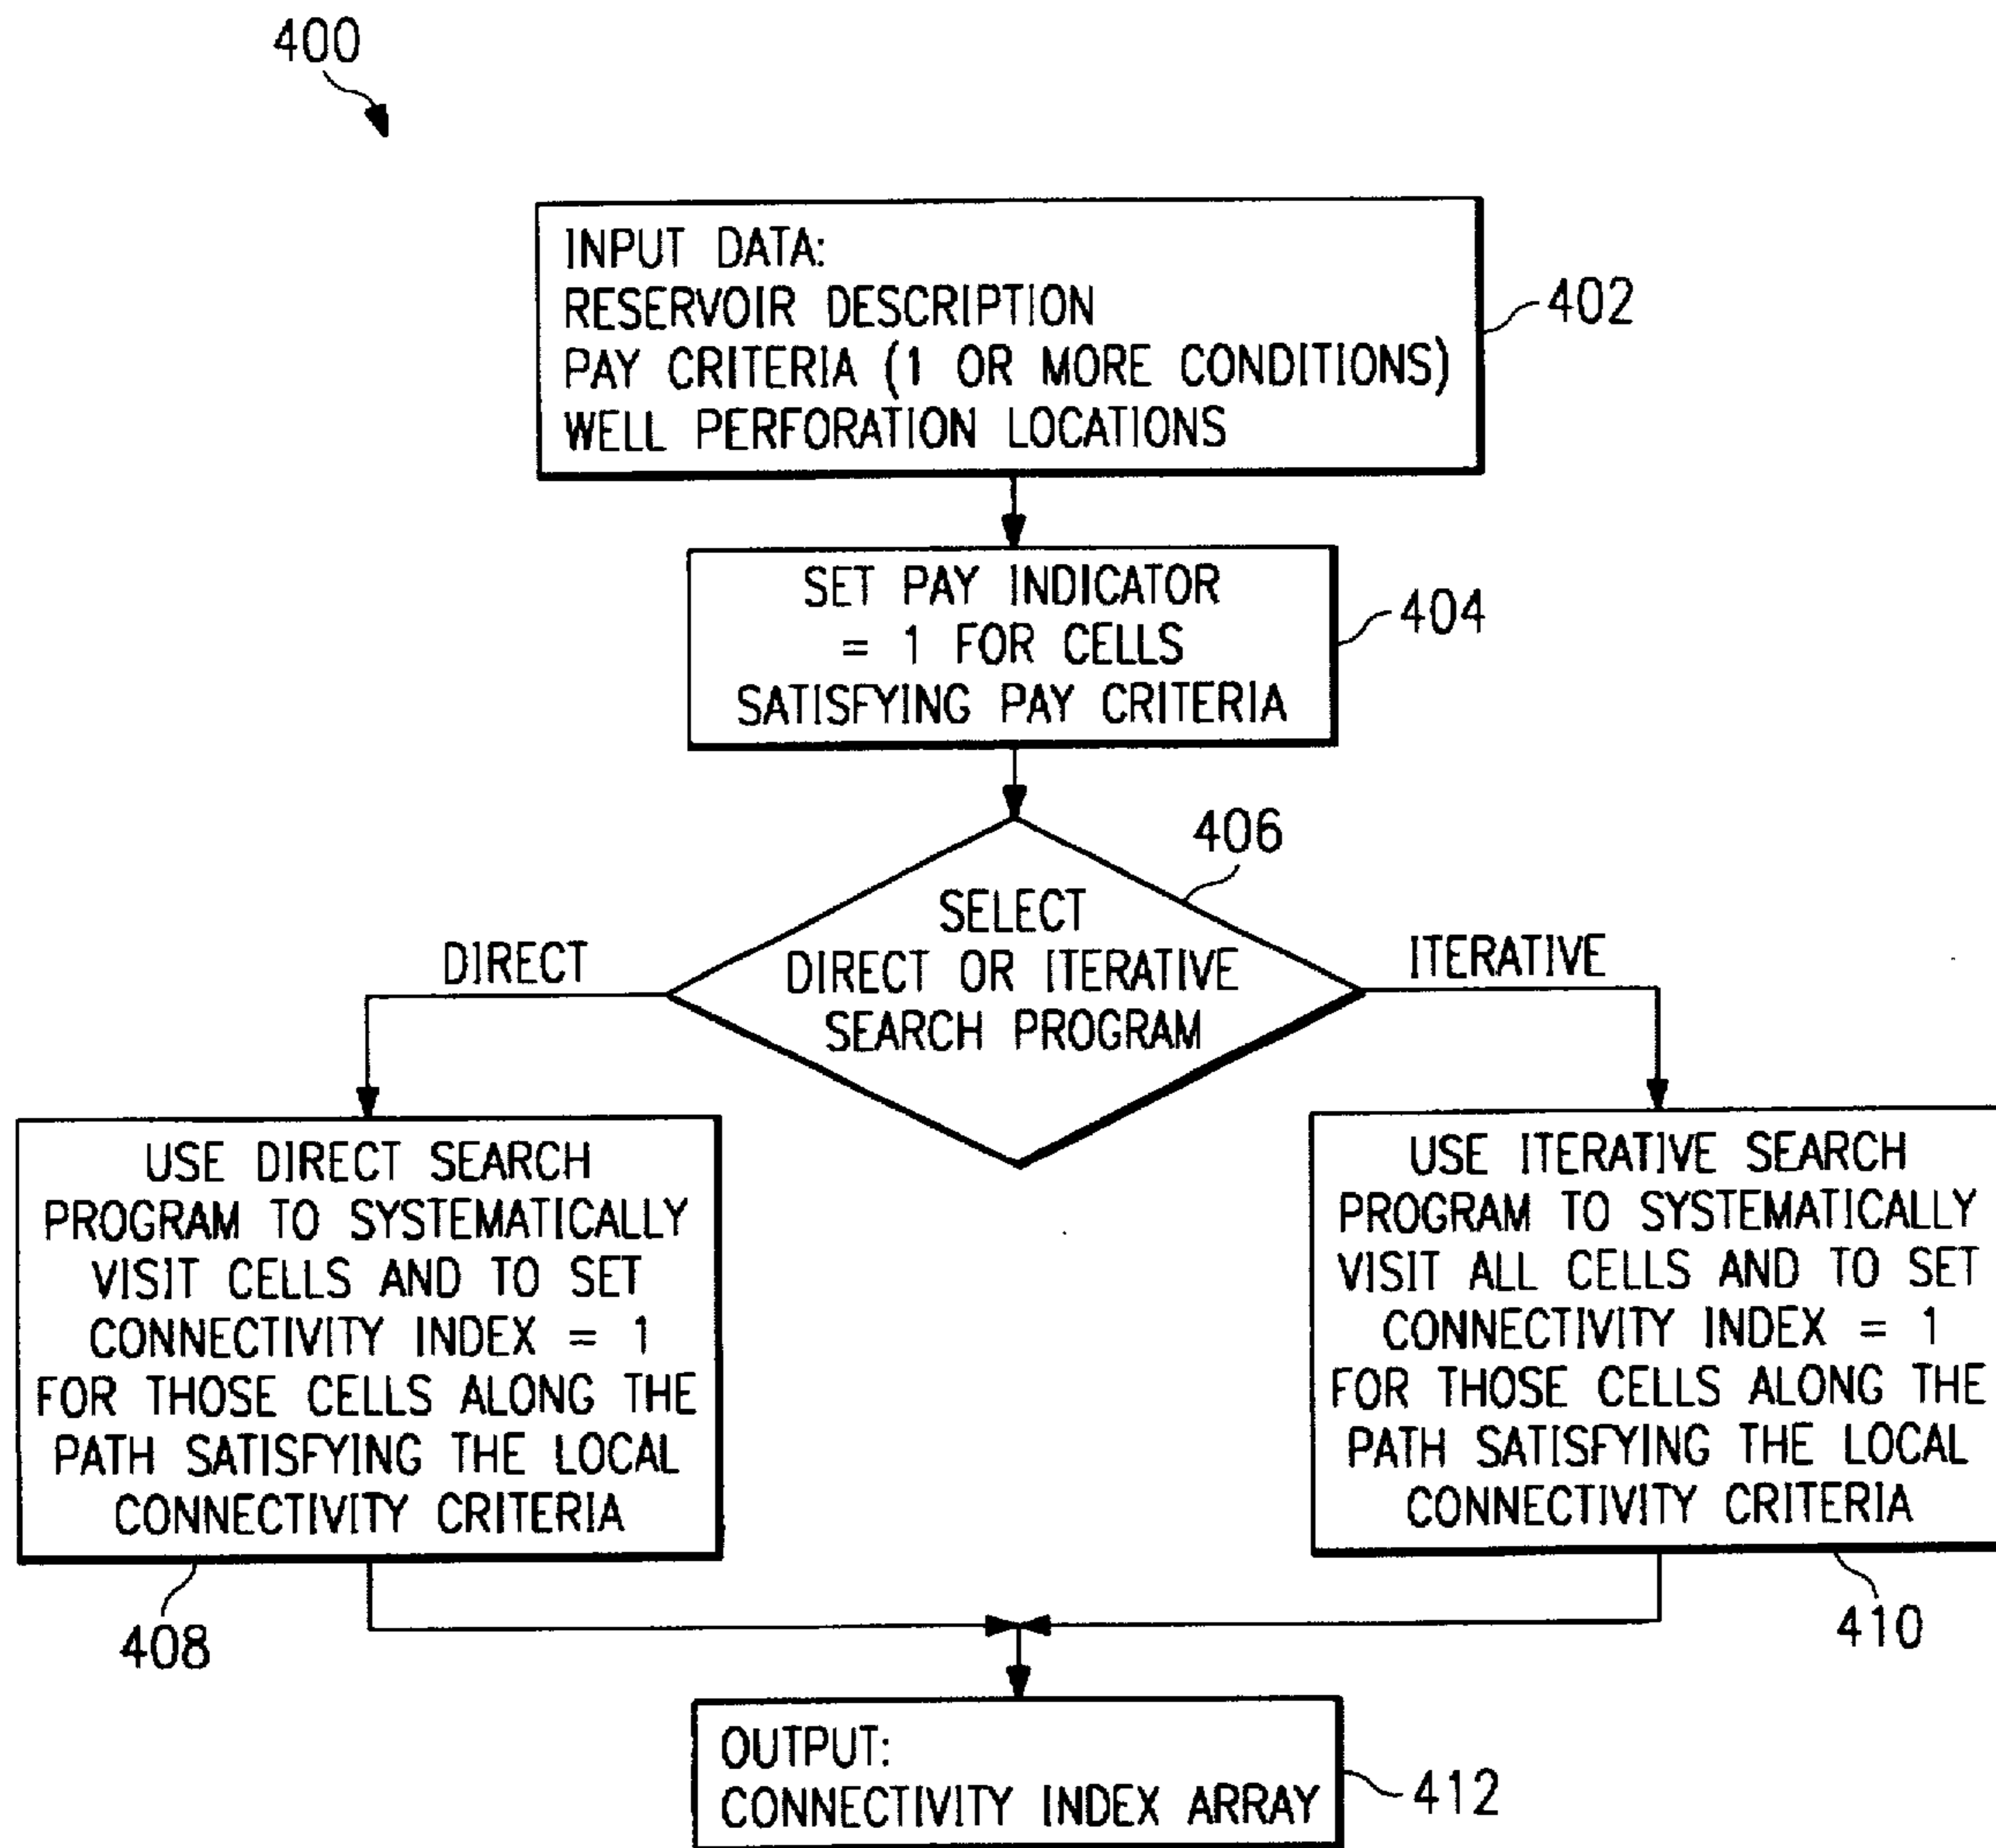 400
INPUT DATA:
RESERVOIR DESCRIPTION
PAY CRITERIA (1 OR MORE CONDITIONS)
WELL PERFORATION LOCATIONS
402
SET PAY INDICATOR
= 1 FOR CELLS
SATISFYING PAY CRITERIA
404
406
SELECT
DIRECT OR ITERATIVE
SEARCH PROGRAM
DIRECT
ITERATIVE
USE DIRECT SEARCH
PROGRAM TO SYSTEMATICALLY
VISIT CELLS AND TO SET
CONNECTIVITY INDEX = 1
FOR THOSE CELLS ALONG THE
PATH SATISFYING THE LOCAL
CONNECTIVITY CRITERIA
408
USE ITERATIVE SEARCH
PROGRAM TO SYSTEMATICALLY
VISIT ALL CELLS AND TO SET
CONNECTIVITY INDEX = 1
FOR THOSE CELLS ALONG THE
PATH SATISFYING THE LOCAL
CONNECTIVITY CRITERIA
410
OUTPUT:
CONNECTIVITY INDEX ARRAY
412